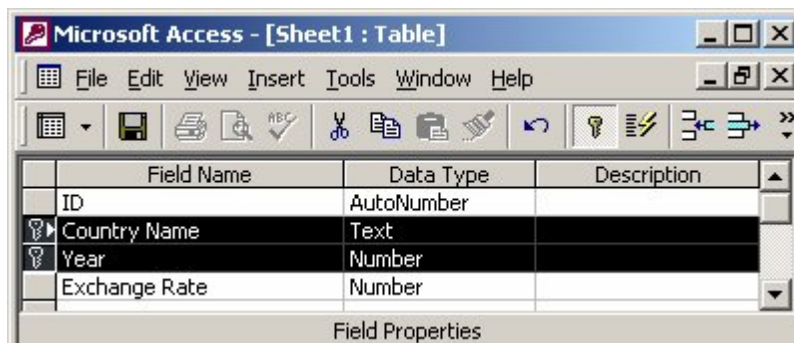 Microsoft Access - [Sheet1 : Table]
File Edit View Insert Tools Window Help
ABC
Field Name Data Type Description
ID AutoNumber
Country Name Text
Year Number
Exchange Rate Number
Field Properties